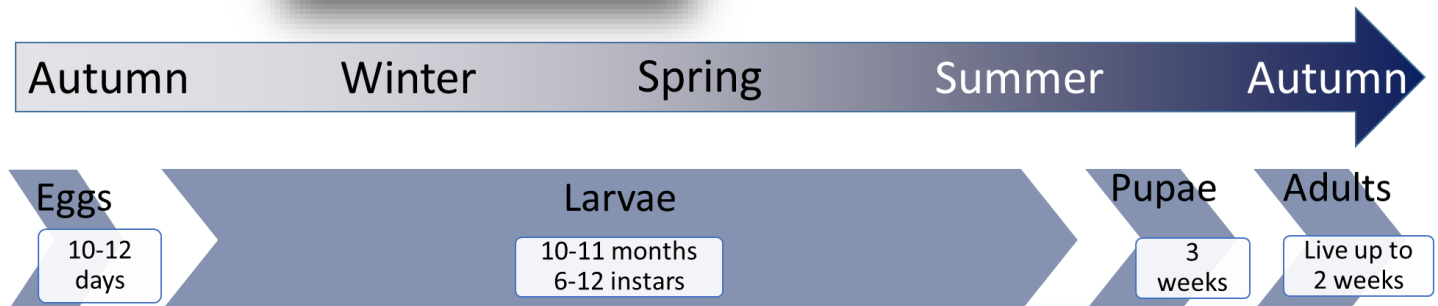 Autumn Winter Spring Summer Autumn
Eggs Larvae Pupae Adults
10-12
days
10-11 months
6-12 instars
3
weeks
Live up to
2 weeks